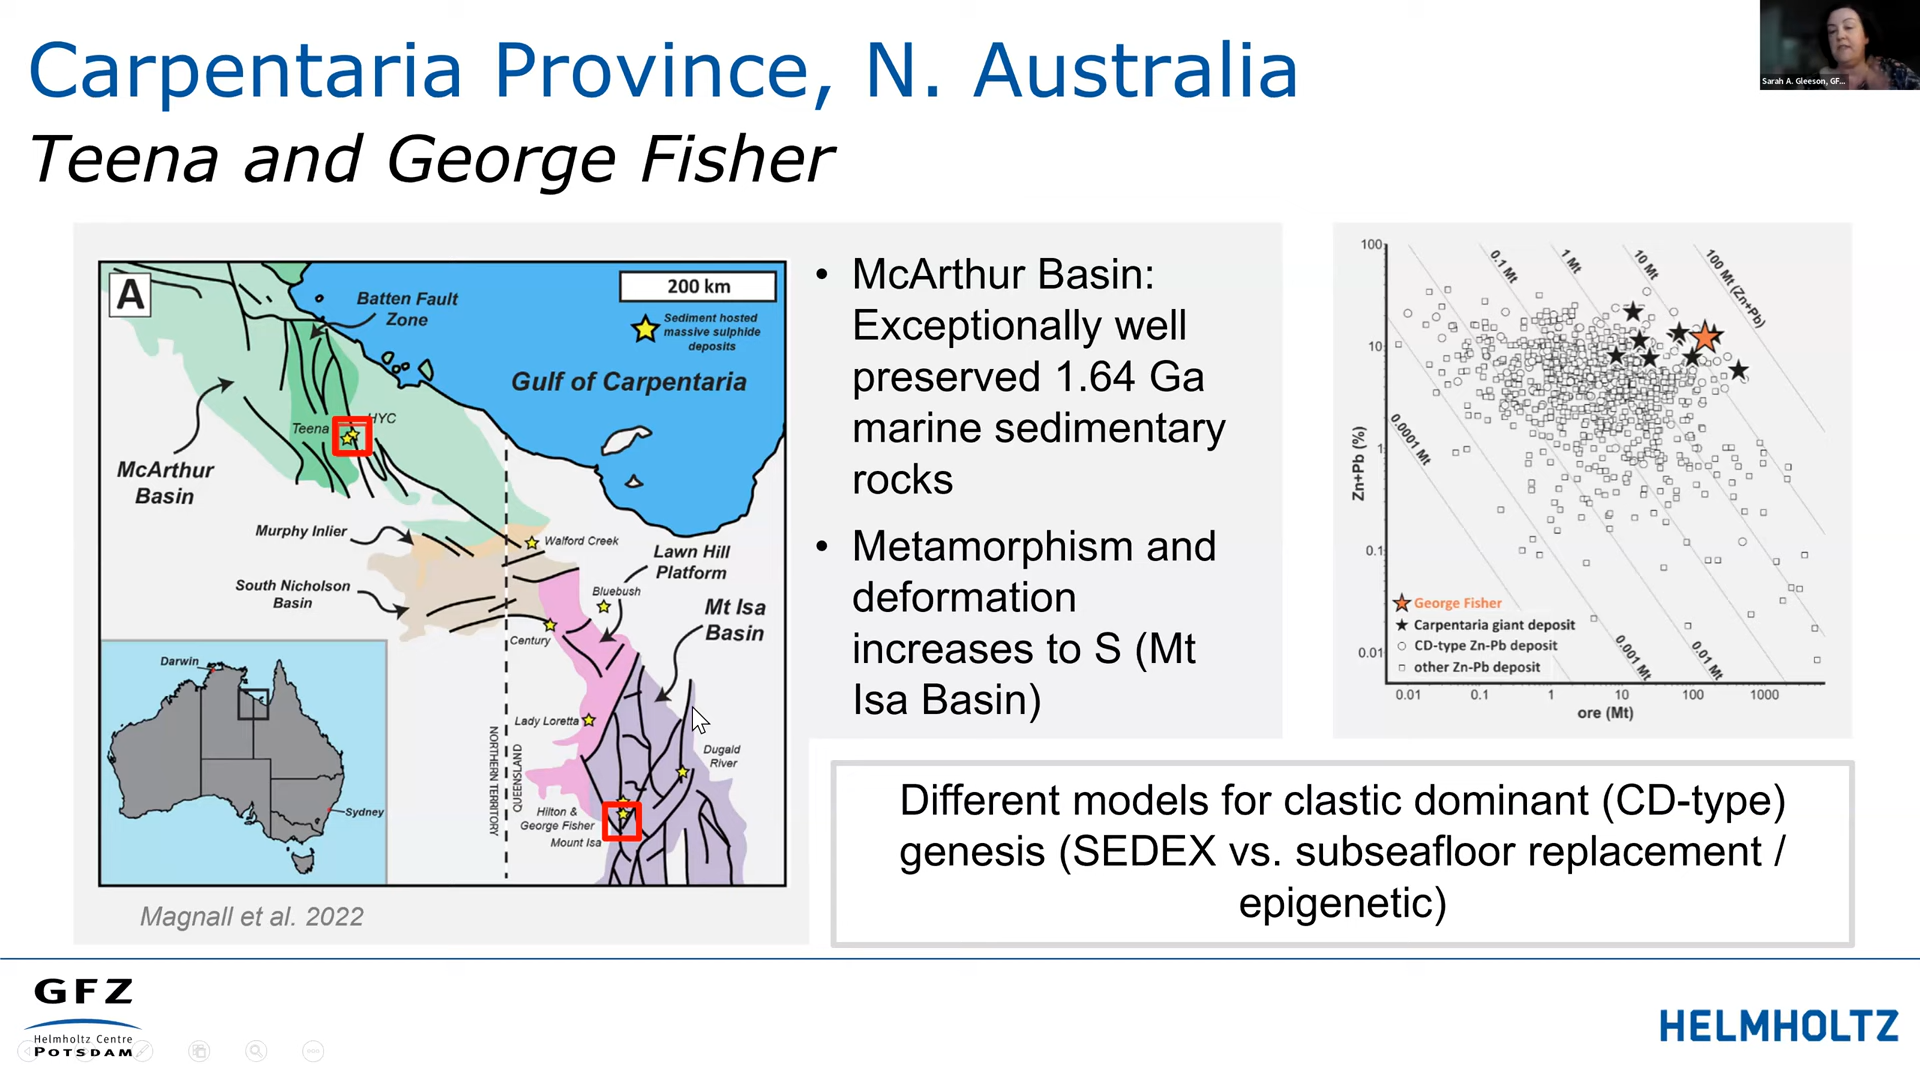 Carpentaria Province, N. Australia
Teena and George Fisher
Sarah A. Gleeson, GF...
A
Batten Fault
Zone
200 km
Sediment hosted
massive sulphide
deposits
Gulf of Carpentaria
Teena
HYC
McArthur
Basin
Murphy Inlier
Walford Creek
Lawn Hill
Platform
South Nicholson
Basin
Bluebush
Mt Isa
Basin
Century
Darwin
Sydney
Lady Loretta
NORTHERN TERRITORY
QUEENSLAND
Dugald
River
Hilton &
George Fisher
Mount Isa
Magnall et al. 2022
• McArthur Basin:
Exceptionally well
preserved 1.64 Ga
marine sedimentary
rocks
• Metamorphism and
deformation
increases to S (Mt
Isa Basin)
100
10
1
0.1
0.01
Zn+Pb (%)
0.1 Mt
1 Mt
10 Mt
100 Mt (Zn+Pb)
0.0001 Mt
0.001 Mt
0.01 Mt
George Fisher
Carpentaria giant deposit
CD-type Zn-Pb deposit
other Zn-Pb deposit
0.01
0.1
1
10
100
1000
ore (Mt)
Different models for clastic dominant (CD-type)
genesis (SEDEX vs. subseafloor replacement /
epigenetic)
GFZ
Helmholtz Centre
POTSDAM
HELMHOLTZ